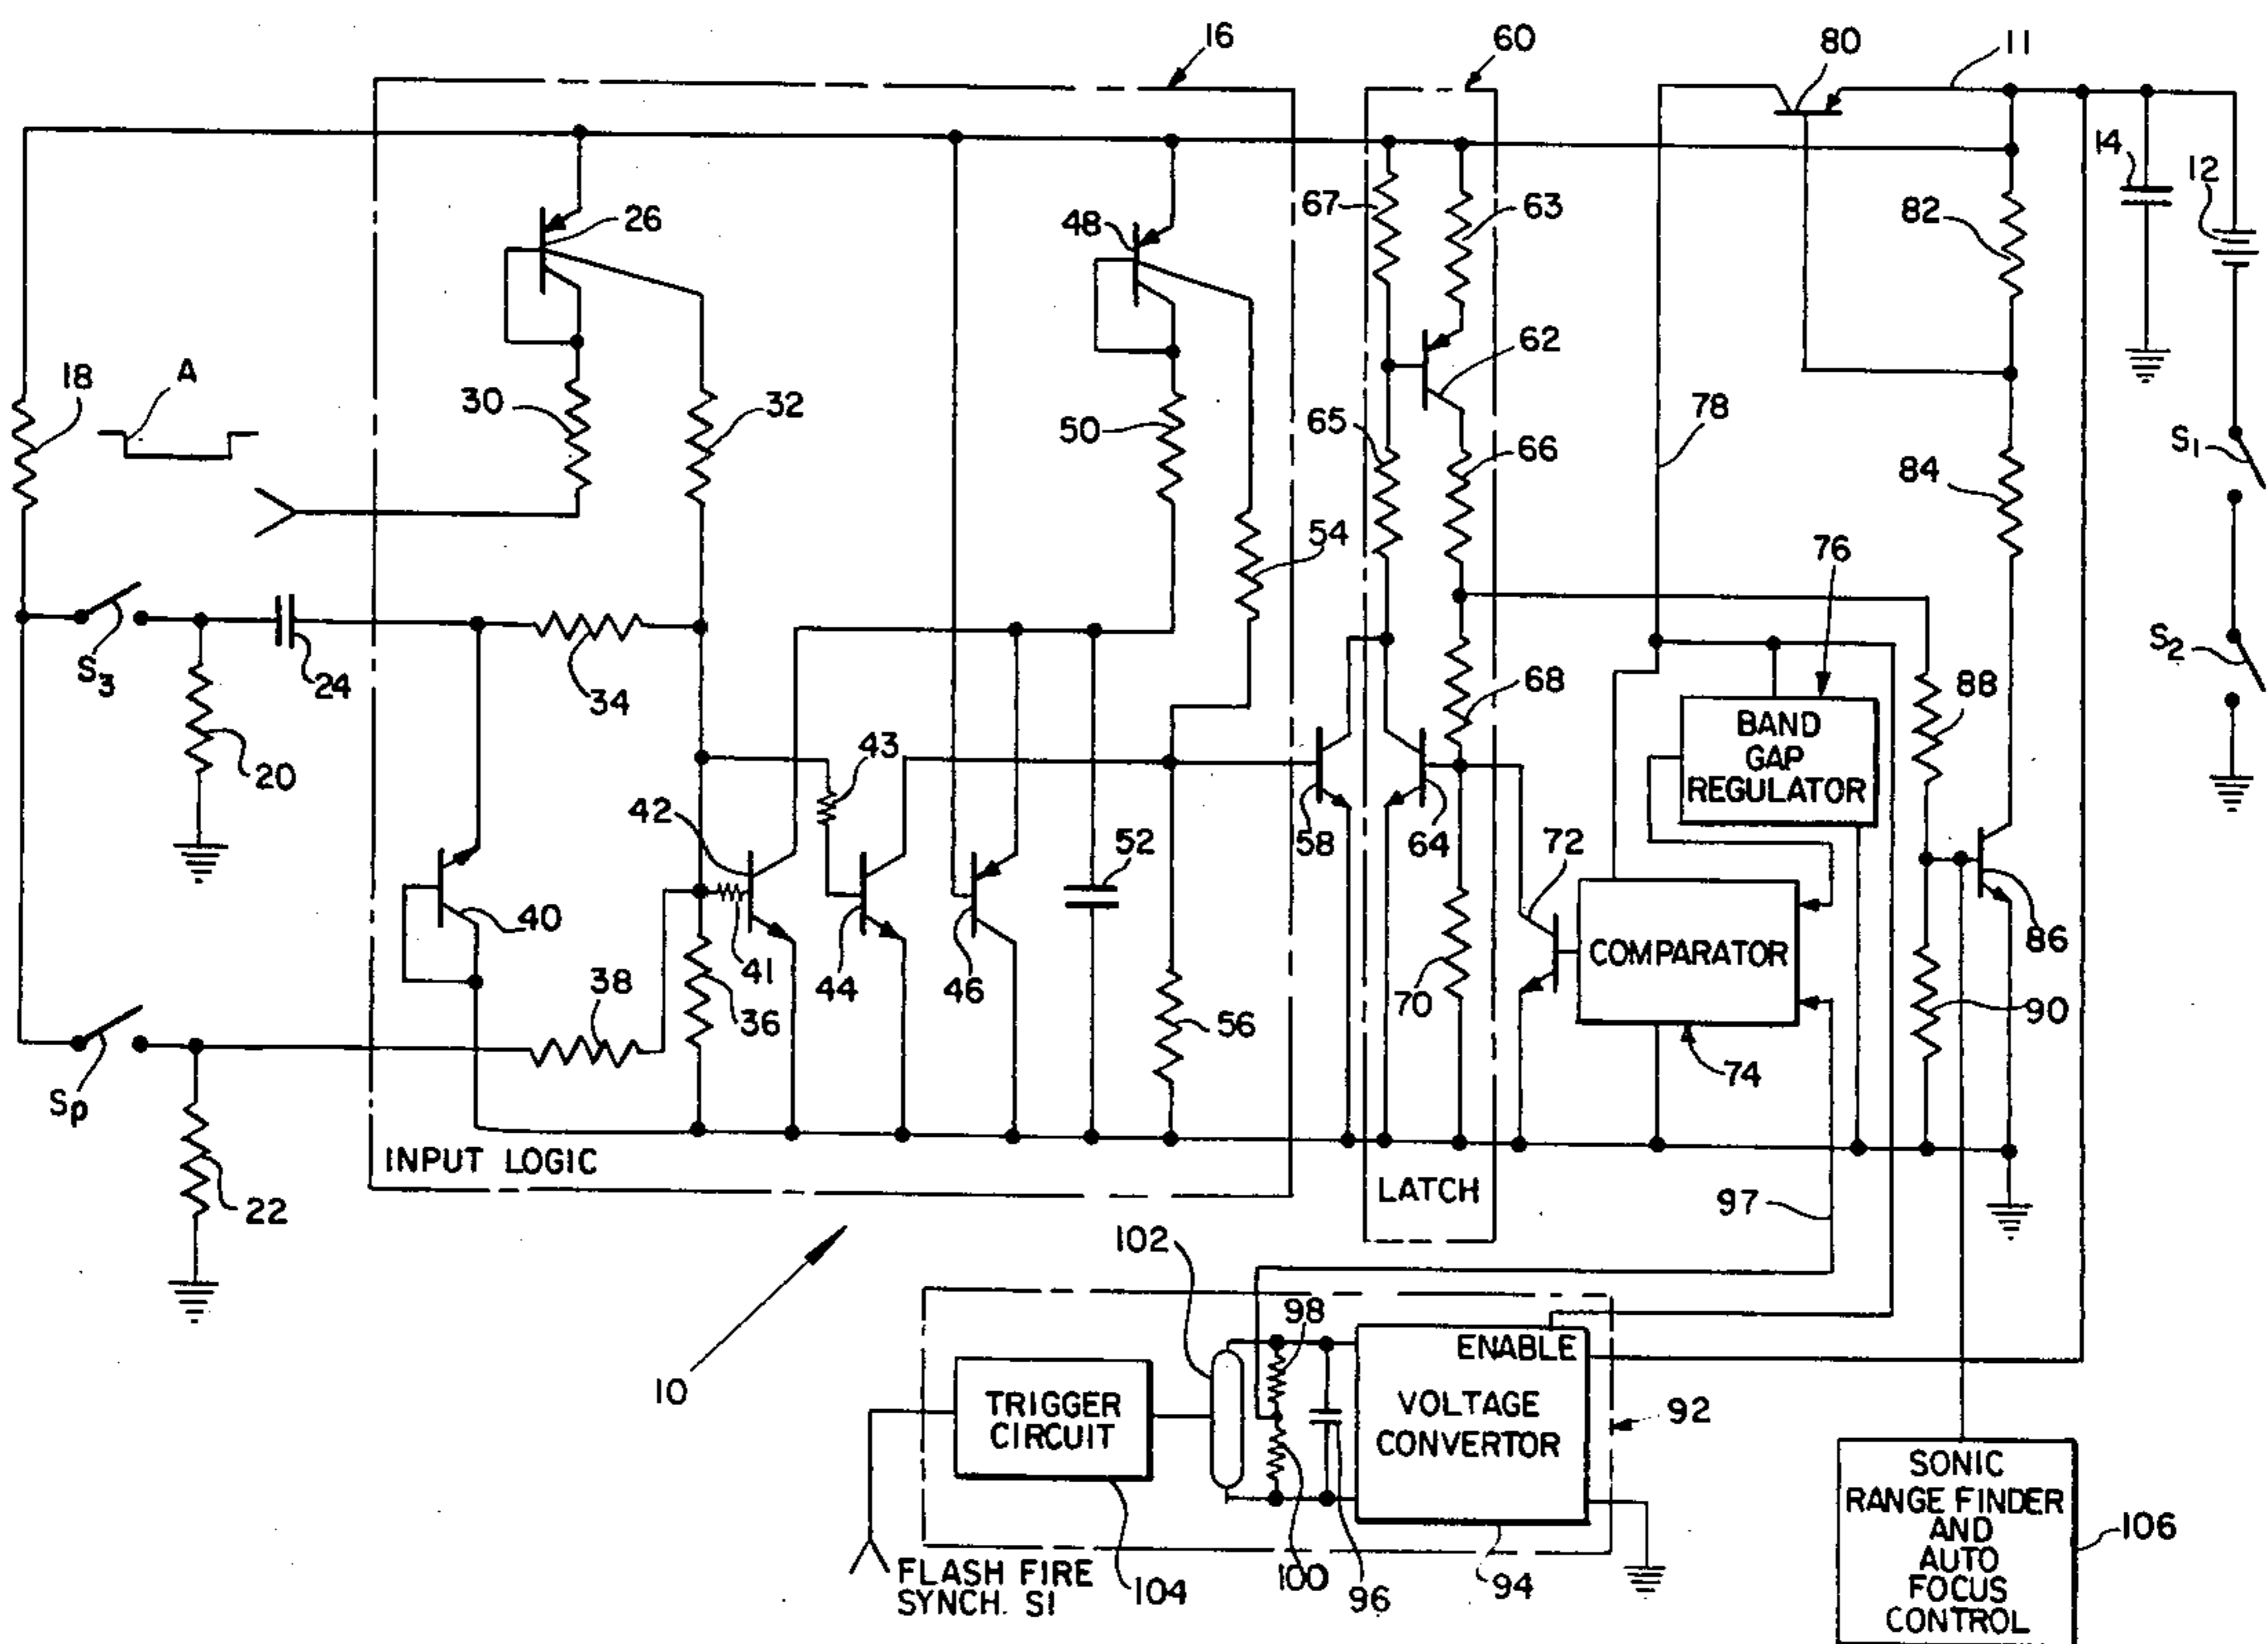 16
60
80
11
14
12
26
48
67
63
82
18
A
62
30
32
50
65
66
78
84
S1
54
76
S3
24
34
68
88
S2
BAND
GAP
REGULATOR
20
43
42
58
64
72
52
40
41
44
46
COMPARATOR
86
38
36
70
90
56
74
Sp
INPUT LOGIC
22
LATCH
97
102
98
ENABLE
10
TRIGGER
CIRCUIT
VOLTAGE
CONVERTOR
92
SONIC
RANGE FINDER
AND
AUTO
FOCUS
CONTROL
106
FLASH FIRE
SYNCH. S!
104
100
96
94